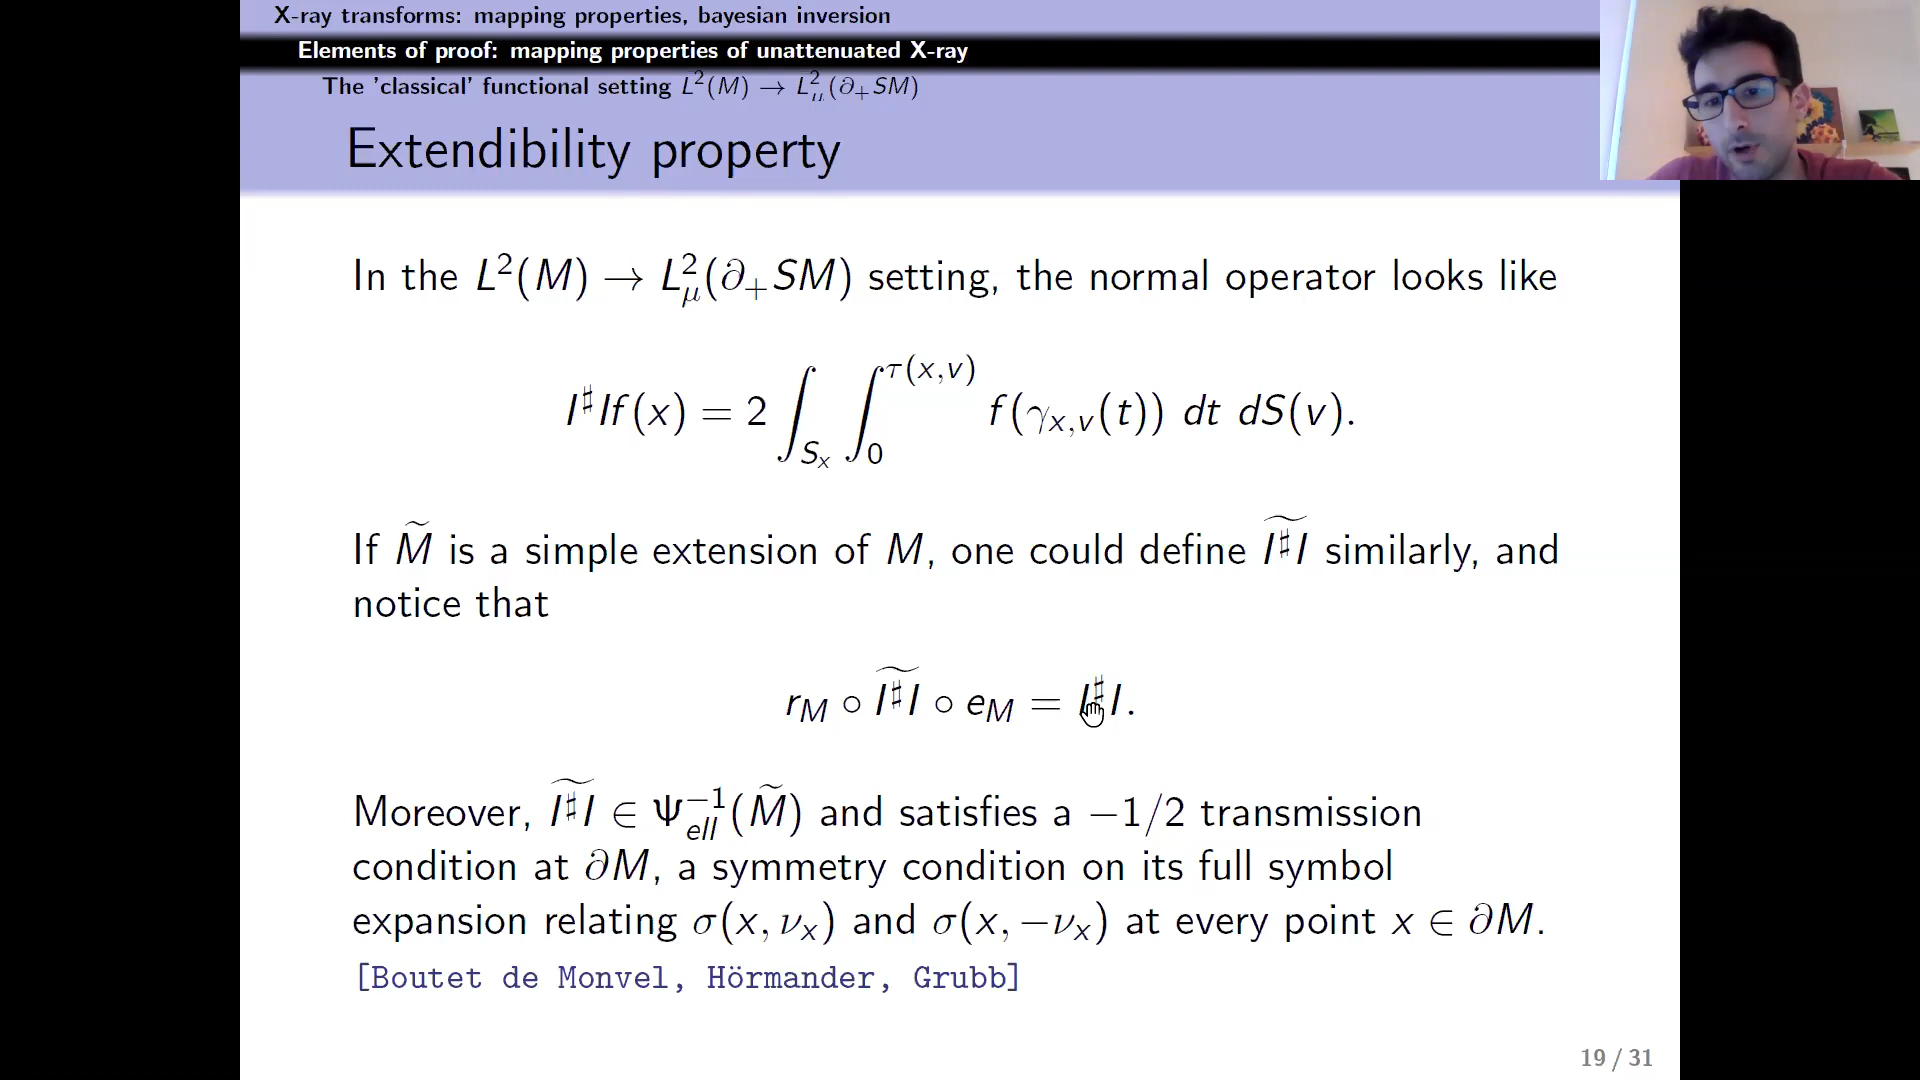 X-ray transforms: mapping properties, bayesian inversion
Elements of proof: mapping properties of unattenuated X-ray
The 'classical' functional setting L²(M) → L²_μ(∂₊SM)
Extendibility property
In the L²(M) → L²_μ(∂₊SM) setting, the normal operator looks like
I^♯If(x) = 2 ∫_{S_x} ∫_0^{τ(x,v)} f(γ_{x,v}(t)) dt dS(v).
If M̃ is a simple extension of M, one could define \widetilde{I^♯I} similarly, and
notice that
r_M ∘ \widetilde{I^♯I} ∘ e_M = I^♯I.
Moreover, \widetilde{I^♯I} ∈ Ψ^{-1}_{ell}(M̃) and satisfies a −1/2 transmission
condition at ∂M, a symmetry condition on its full symbol
expansion relating σ(x, ν_x) and σ(x, −ν_x) at every point x ∈ ∂M.
[Boutet de Monvel, Hörmander, Grubb]
19 / 31